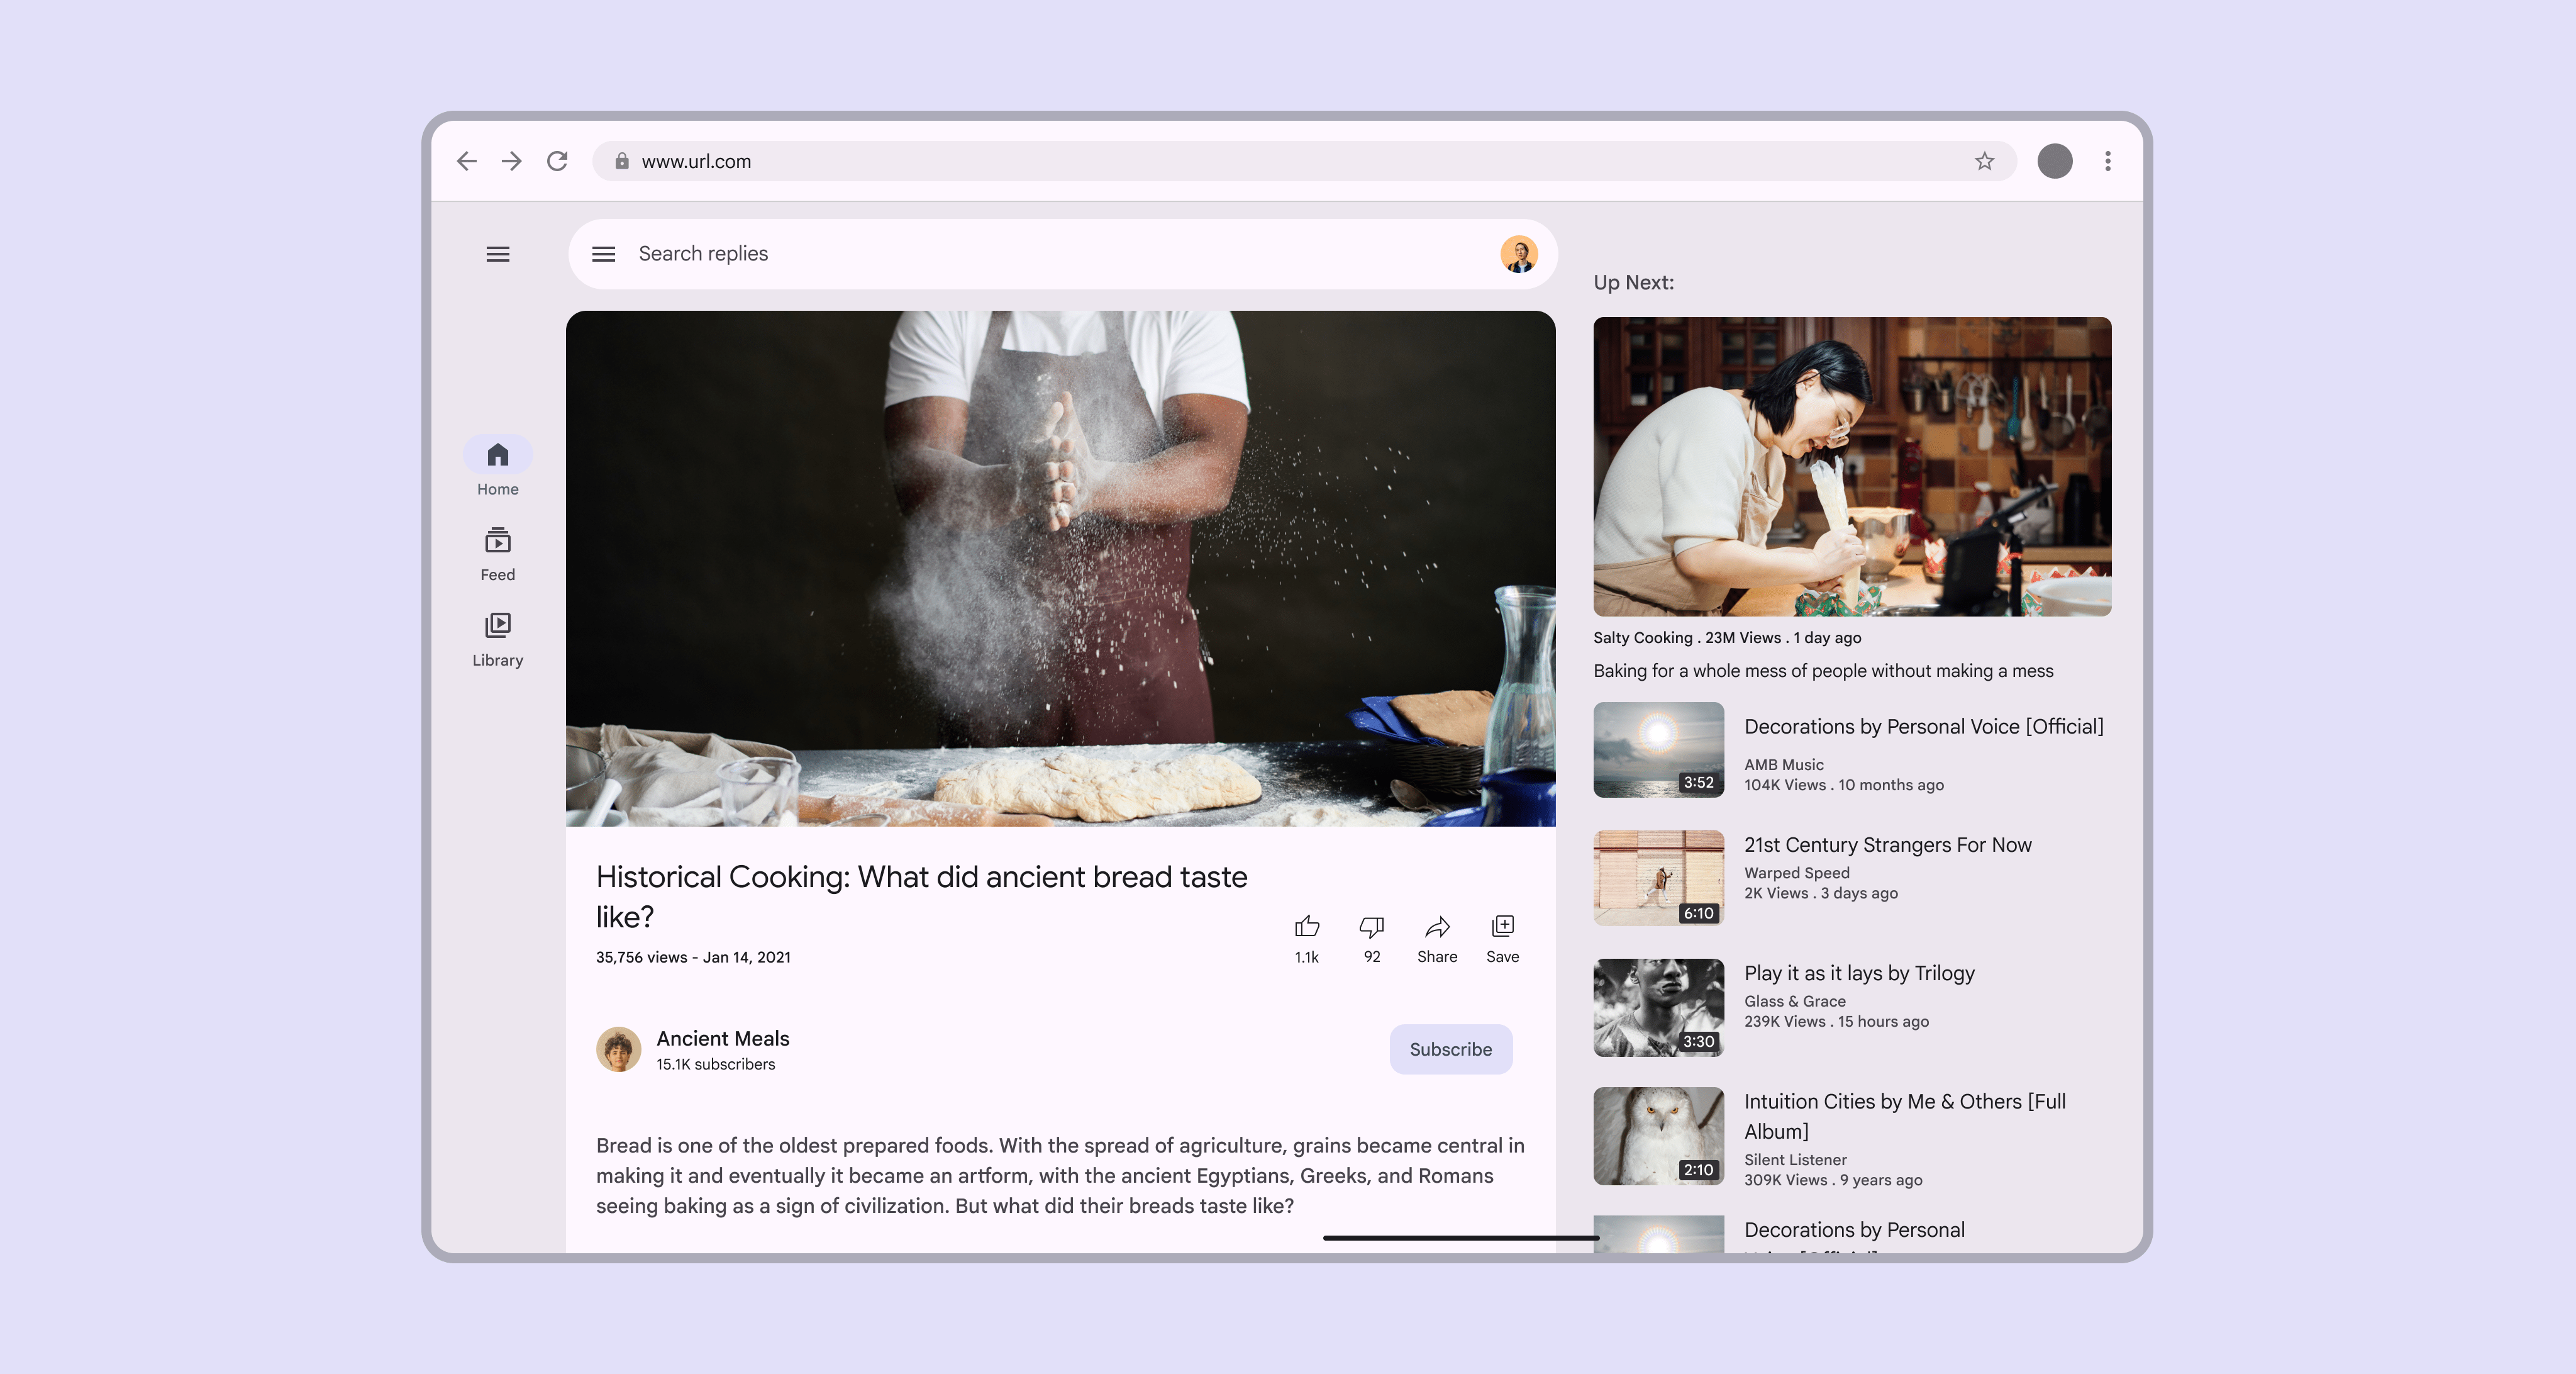 www.url.com
Search replies
Home
Feed
Library
Historical Cooking: What did ancient bread taste
like?
35,756 views - Jan 14, 2021
1.1k
92
Share
Save
Ancient Meals
15.1K subscribers
Subscribe
Bread is one of the oldest prepared foods. With the spread of agriculture, grains became central in
making it and eventually it became an artform, with the ancient Egyptians, Greeks, and Romans
seeing baking as a sign of civilization. But what did their breads taste like?
Up Next:
Salty Cooking . 23M Views . 1 day ago
Baking for a whole mess of people without making a mess
3:52
Decorations by Personal Voice [Official]
AMB Music
104K Views . 10 months ago
6:10
21st Century Strangers For Now
Warped Speed
2K Views . 3 days ago
3:30
Play it as it lays by Trilogy
Glass & Grace
239K Views . 15 hours ago
2:10
Intuition Cities by Me & Others [Full
Album]
Silent Listener
309K Views . 9 years ago
Decorations by Personal